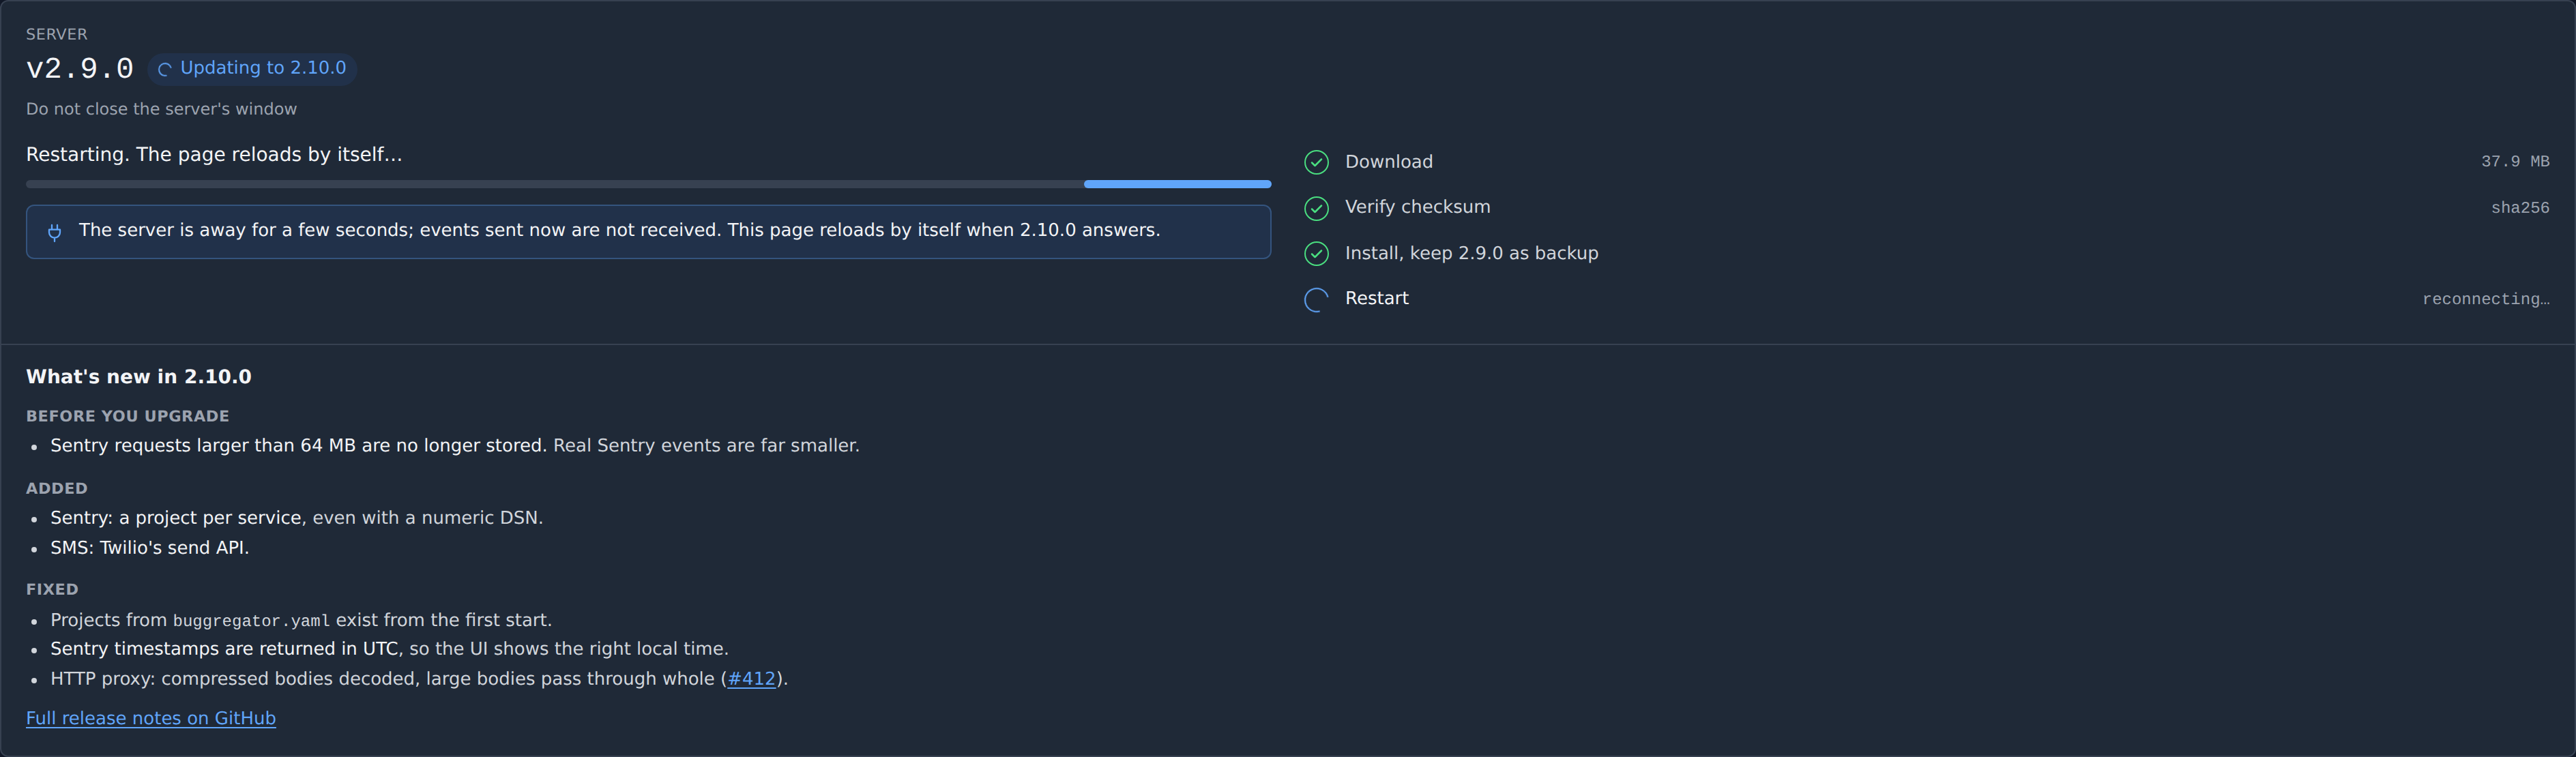 SERVER
v2.9.0 Updating to 2.10.0
Do not close the server's window
Restarting. The page reloads by itself…
The server is away for a few seconds; events sent now are not received. This page reloads by itself when 2.10.0 answers.
Download 37.9 MB
Verify checksum sha256
Install, keep 2.9.0 as backup
Restart reconnecting…
What's new in 2.10.0
BEFORE YOU UPGRADE
• Sentry requests larger than 64 MB are no longer stored. Real Sentry events are far smaller.
ADDED
• Sentry: a project per service, even with a numeric DSN.
• SMS: Twilio's send API.
FIXED
• Projects from buggregator.yaml exist from the first start.
• Sentry timestamps are returned in UTC, so the UI shows the right local time.
• HTTP proxy: compressed bodies decoded, large bodies pass through whole (#412).
Full release notes on GitHub